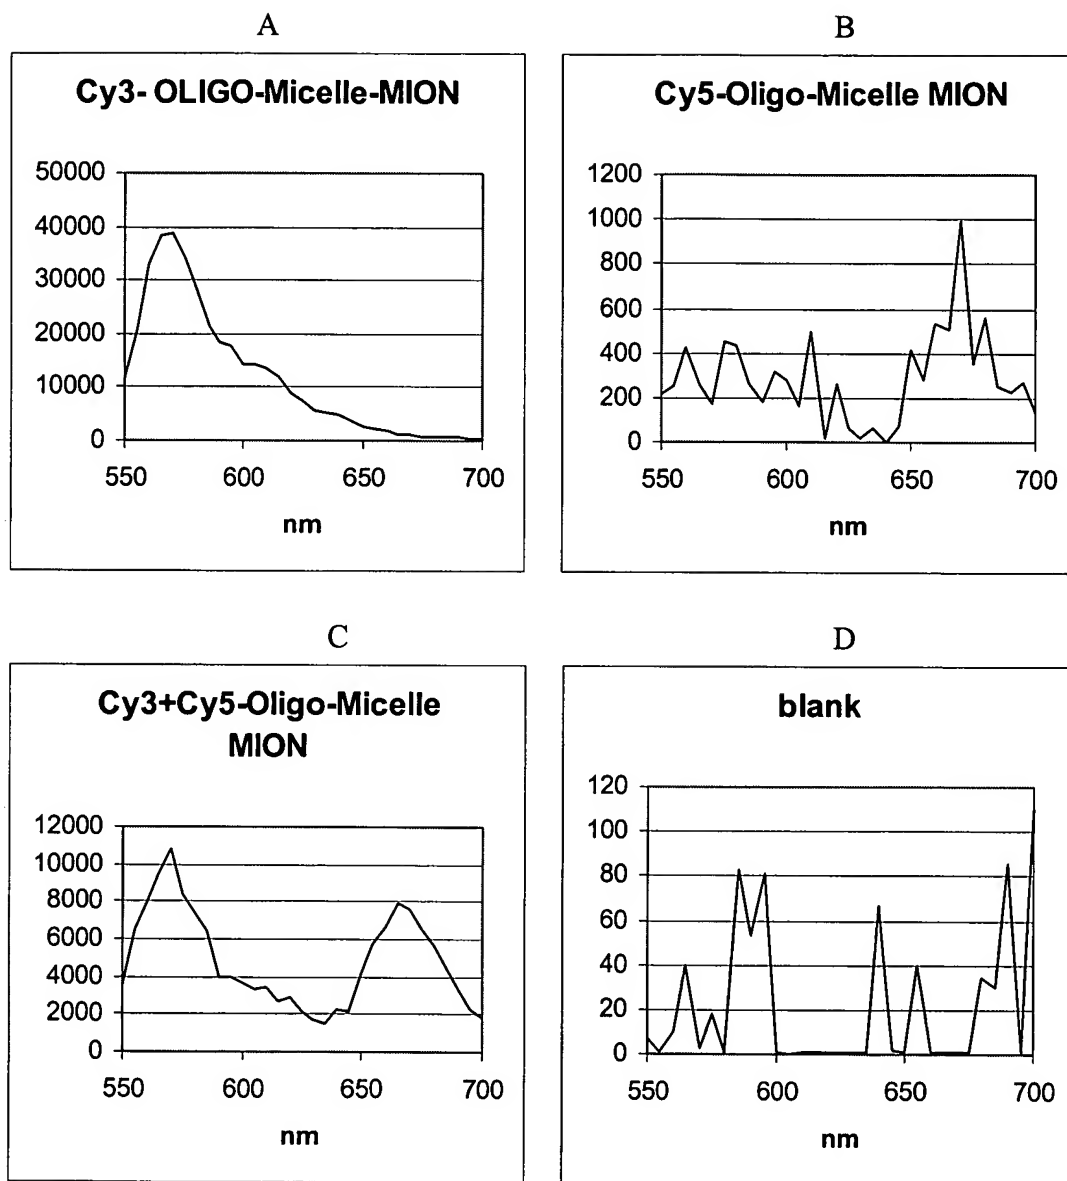 A
Cy3- OLIGO-Micelle-MION
50000
40000
30000
20000
10000
0
550 600 650 700
nm
B
Cy5-Oligo-Micelle MION
1200
1000
800
600
400
200
0
550 600 650 700
nm
C
Cy3+Cy5-Oligo-Micelle
MION
12000
10000
8000
6000
4000
2000
0
550 600 650 700
nm
D
blank
120
100
80
60
40
20
0
550 600 650 700
nm